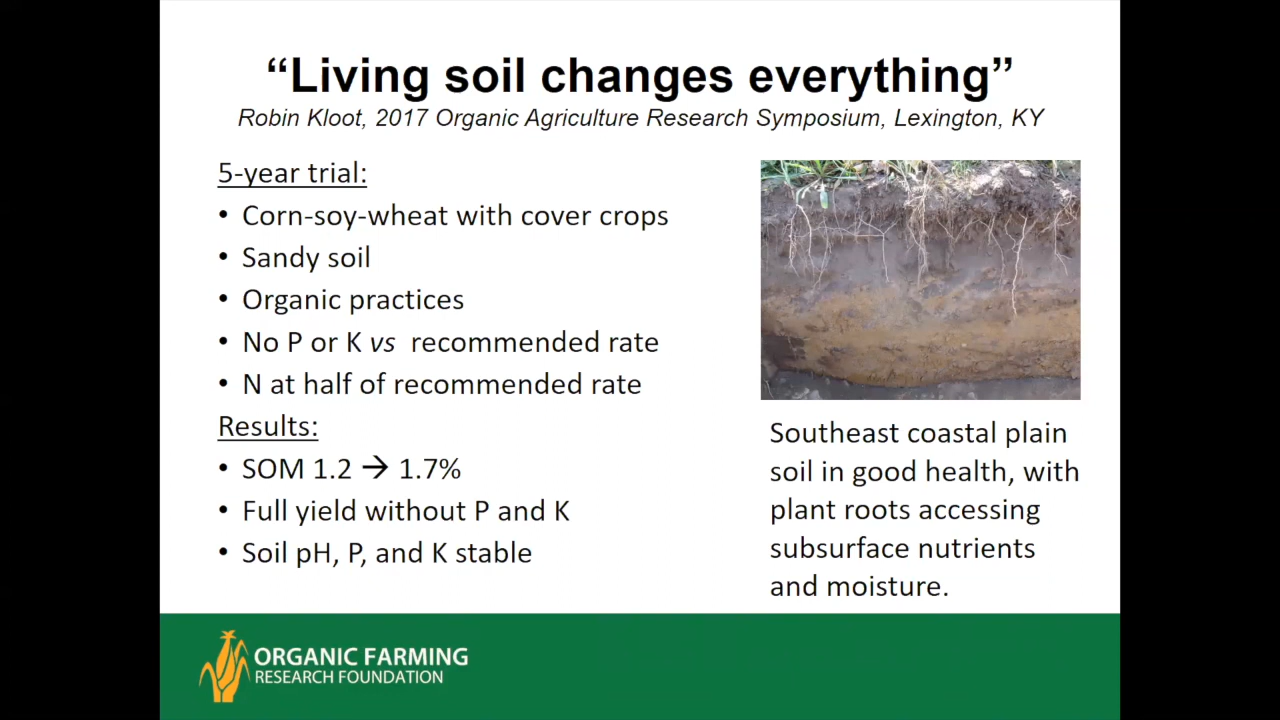 “Living soil changes everything”
Robin Kloot, 2017 Organic Agriculture Research Symposium, Lexington, KY
5-year trial:
• Corn-soy-wheat with cover crops
• Sandy soil
• Organic practices
• No P or K vs recommended rate
• N at half of recommended rate
Results:
• SOM 1.2 → 1.7%
• Full yield without P and K
• Soil pH, P, and K stable
Southeast coastal plain
soil in good health, with
plant roots accessing
subsurface nutrients
and moisture.
ORGANIC FARMING
RESEARCH FOUNDATION